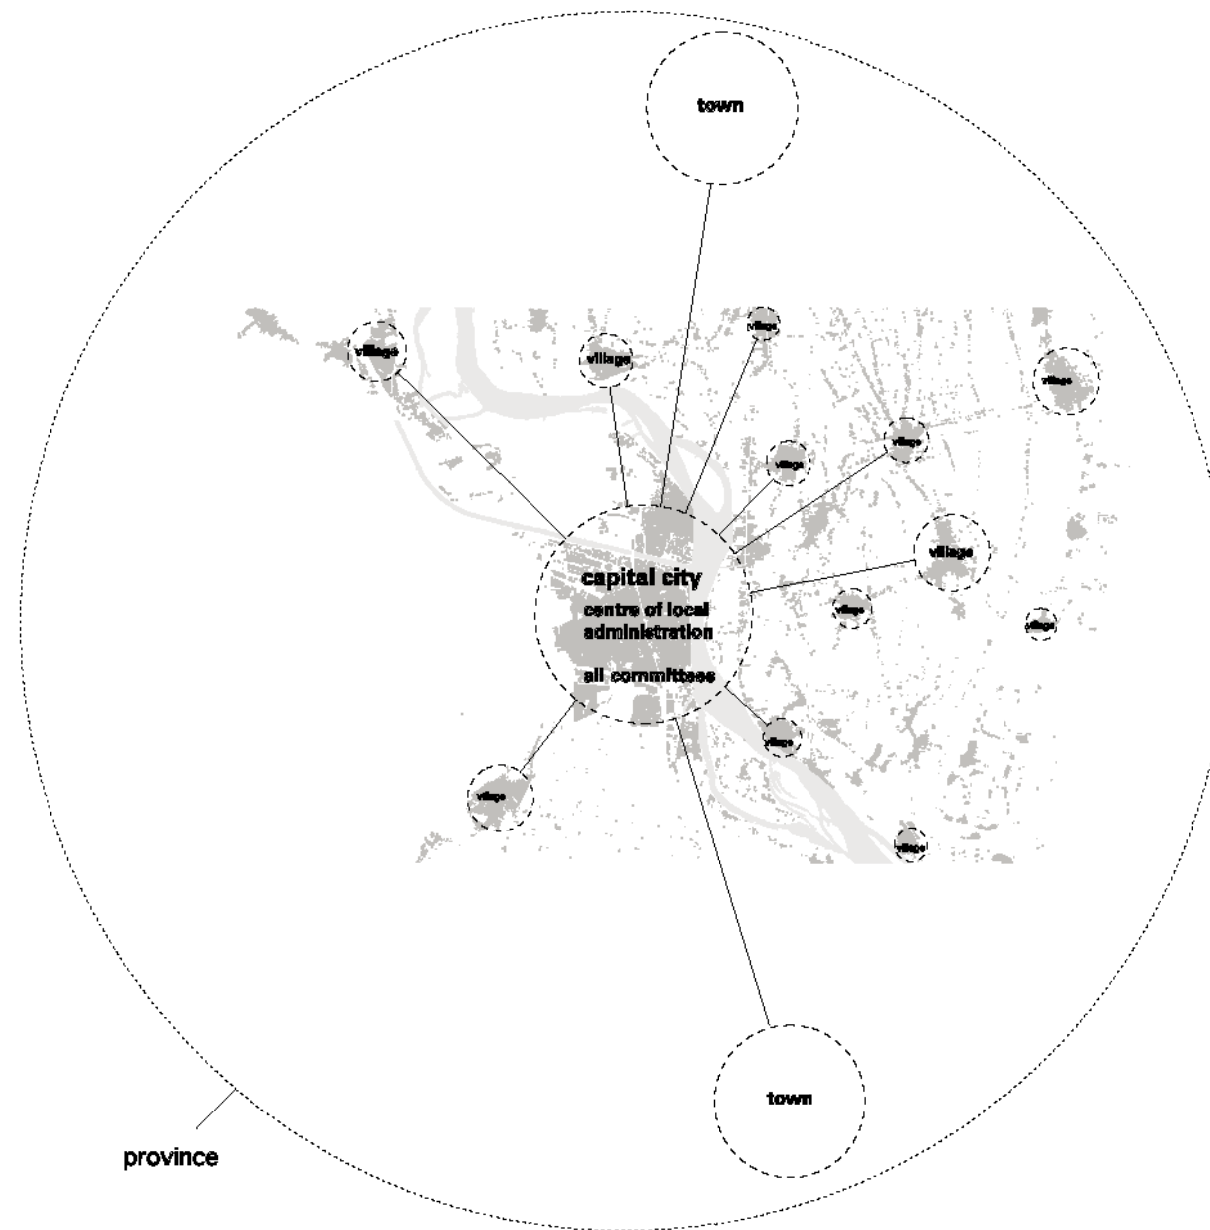 town
village
village
village
village
village
village
village
capital city
centre of local
administration
all committees
village
village
village
village
village
town
province